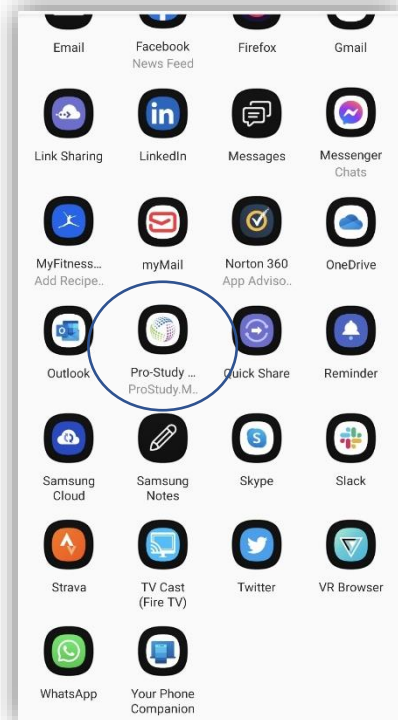 Email Facebook Firefox Gmail
News Feed
Link Sharing LinkedIn Messages Messenger
Chats
MyFitness... myMail Norton 360 OneDrive
Add Recipe.. App Adviso..
Outlook Pro-Study ... Quick Share Reminder
ProStudy.M..
Samsung Samsung Skype Slack
Cloud Notes
Strava TV Cast Twitter VR Browser
(Fire TV)
WhatsApp Your Phone
Companion